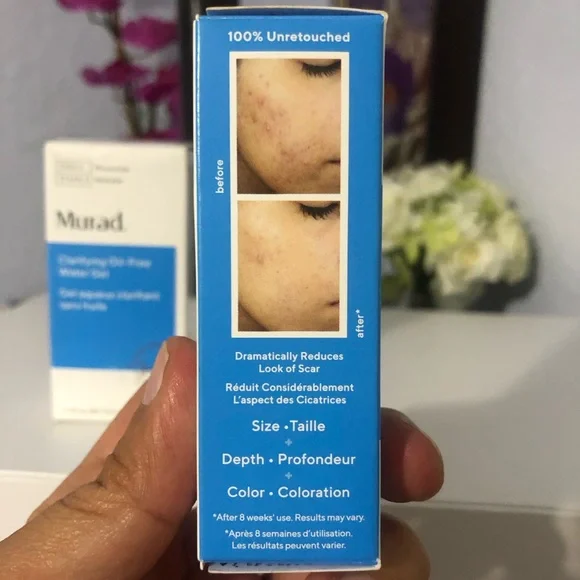 100% Unretouched
before
after*
Dramatically Reduces
Look of Scar
Réduit Considérablement
L'aspect des Cicatrices
Size • Taille
+
Depth • Profondeur
+
Color • Coloration
*After 8 weeks' use. Results may vary.
*Après 8 semaines d'utilisation.
Les résultats peuvent varier.
Murad.
Clarifying Oil-Free
Water Gel
Gel aqueux clarifiant
sans huile